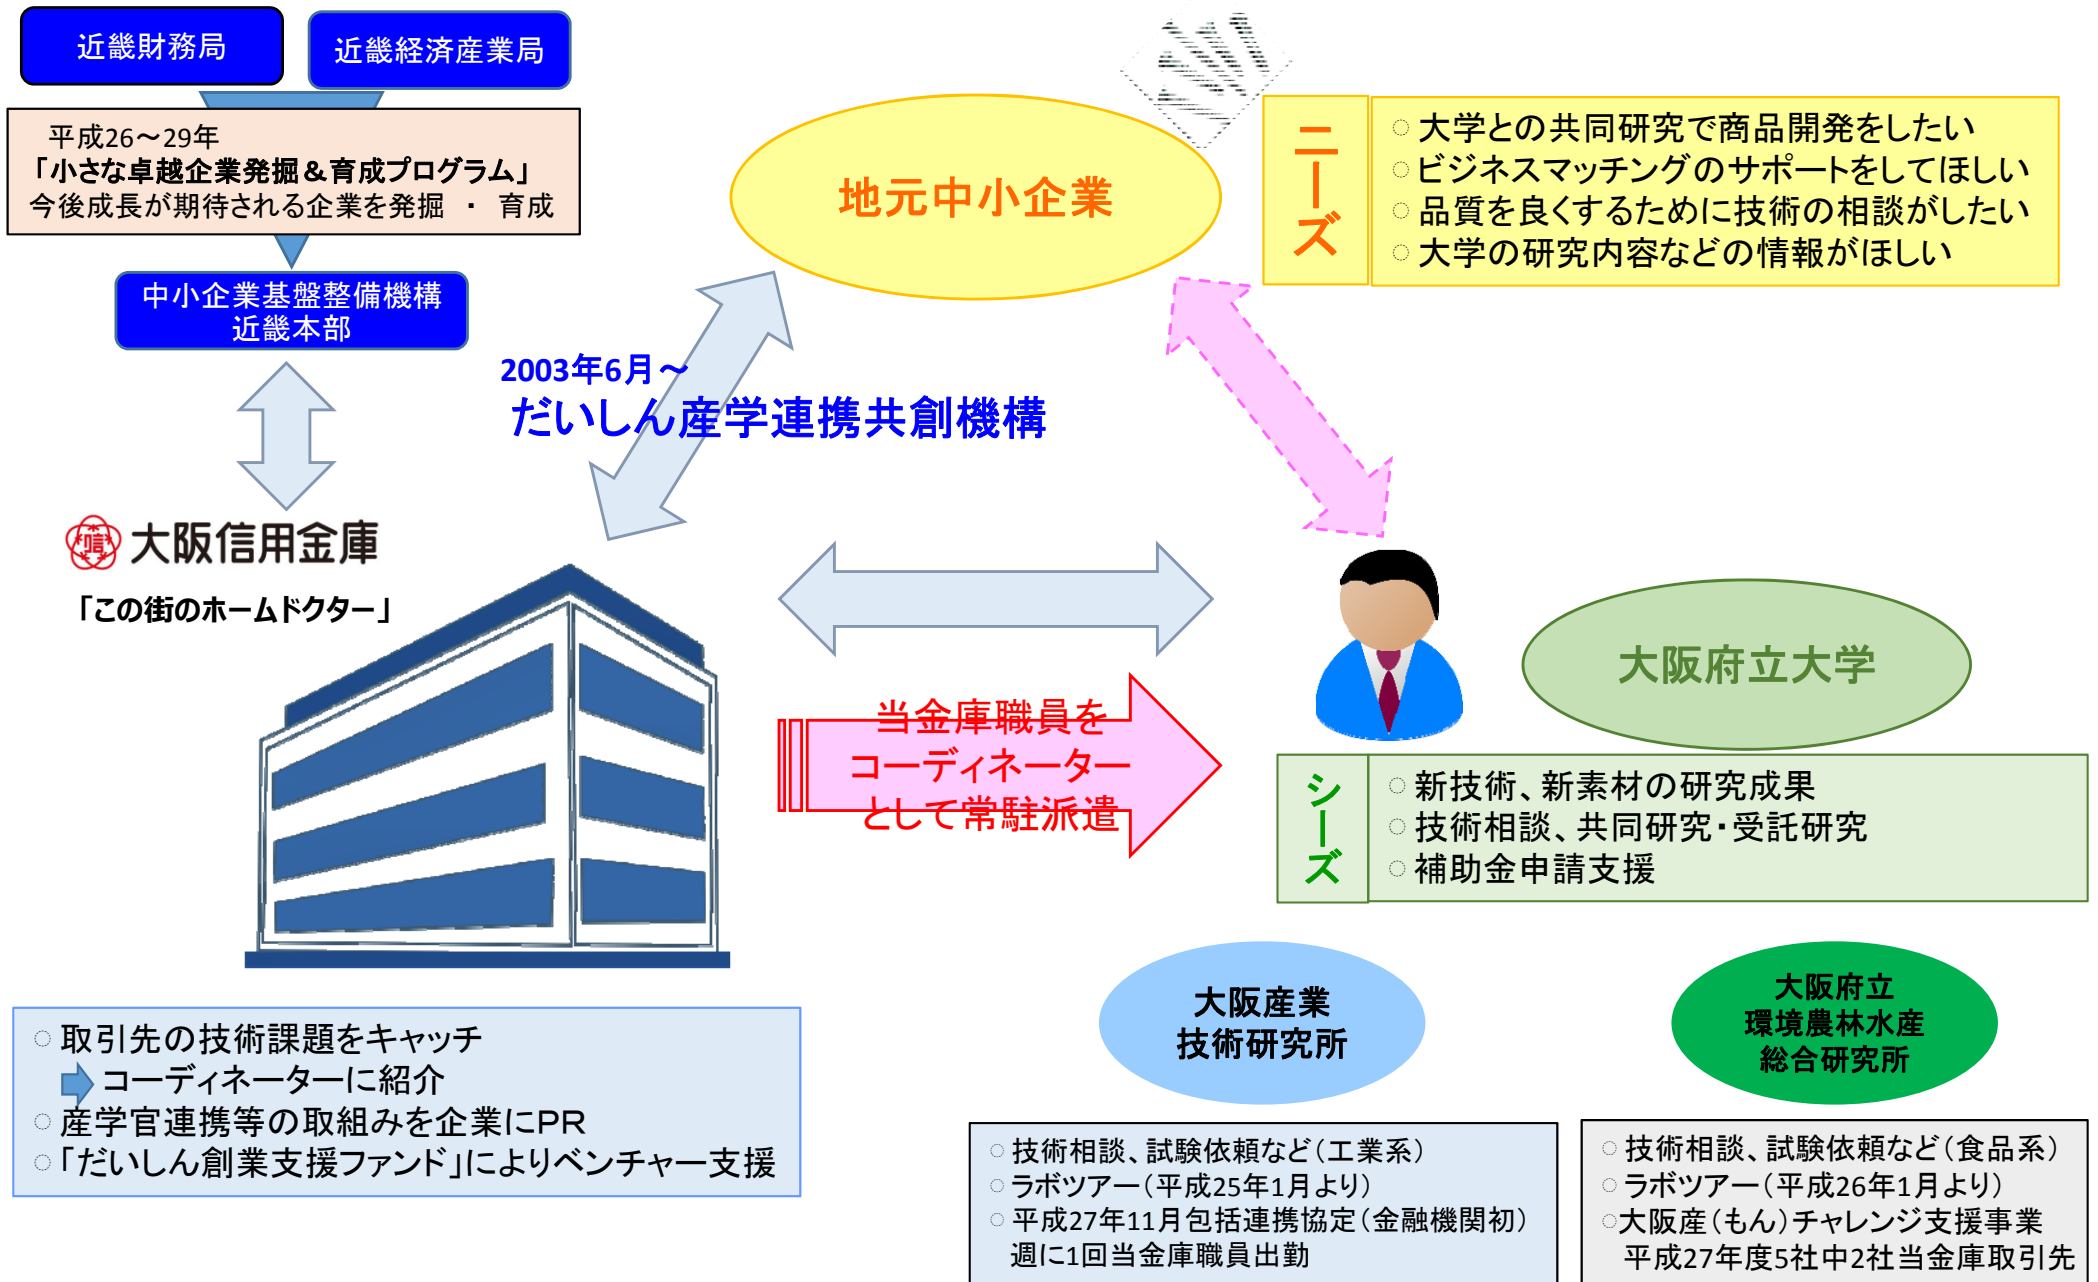 近畿財務局
近畿経済産業局
平成26～29年
「小さな卓越企業発掘＆育成プログラム」
今後成長が期待される企業を発掘 ・ 育成
中小企業基盤整備機構
近畿本部
地元中小企業
ニーズ
○ 大学との共同研究で商品開発をしたい
○ ビジネスマッチングのサポートをしてほしい
○ 品質を良くするために技術の相談がしたい
○ 大学の研究内容などの情報がほしい
2003年6月～
だいしん産学連携共創機構
大阪信用金庫
「この街のホームドクター」
当金庫職員を
コーディネーター
として常駐派遣
大阪府立大学
シーズ
○ 新技術、新素材の研究成果
○ 技術相談、共同研究・受託研究
○ 補助金申請支援
○ 取引先の技術課題をキャッチ
コーディネーターに紹介
○ 産学官連携等の取組みを企業にPR
○ 「だいしん創業支援ファンド」によりベンチャー支援
大阪産業
技術研究所
○ 技術相談、試験依頼など（工業系）
○ ラボツアー（平成25年1月より）
○ 平成27年11月包括連携協定（金融機関初）
週に1回当金庫職員出勤
大阪府立
環境農林水産
総合研究所
○ 技術相談、試験依頼など（食品系）
○ ラボツアー（平成26年1月より）
○大阪産（もん）チャレンジ支援事業
平成27年度5社中2社当金庫取引先